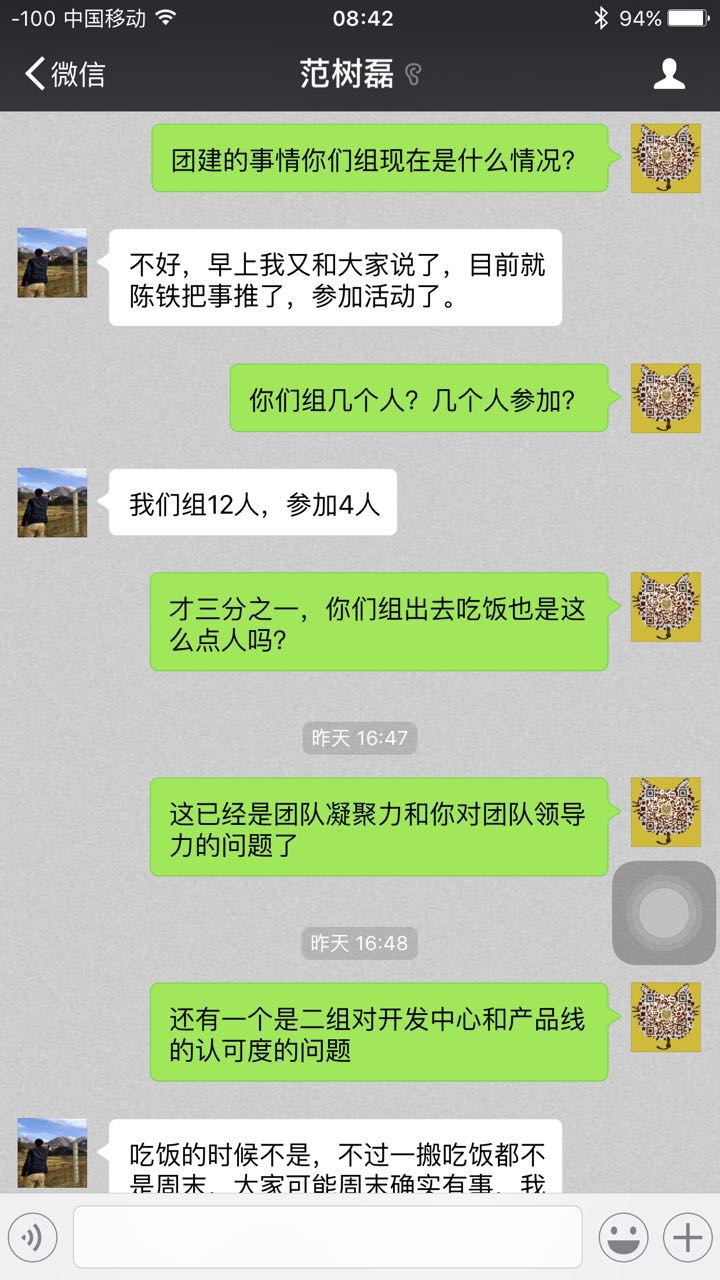 -100 中国移动 08:42 94%
微信 范树磊
团建的事情你们组现在是什么情况?
不好，早上我又和大家说了，目前就
陈铁把事推了，参加活动了。
你们组几个人？几个人参加?
我们组12人，参加4人
才三分之一，你们组出去吃饭也是这
么点人吗?
昨天 16:47
这已经是团队凝聚力和你对团队领导
力的问题了
昨天 16:48
还有一个是二组对开发中心和产品线
的认可度的问题
吃饭的时候不是，不过一搬吃饭都不
是周末，大家可能周末确实有事，我